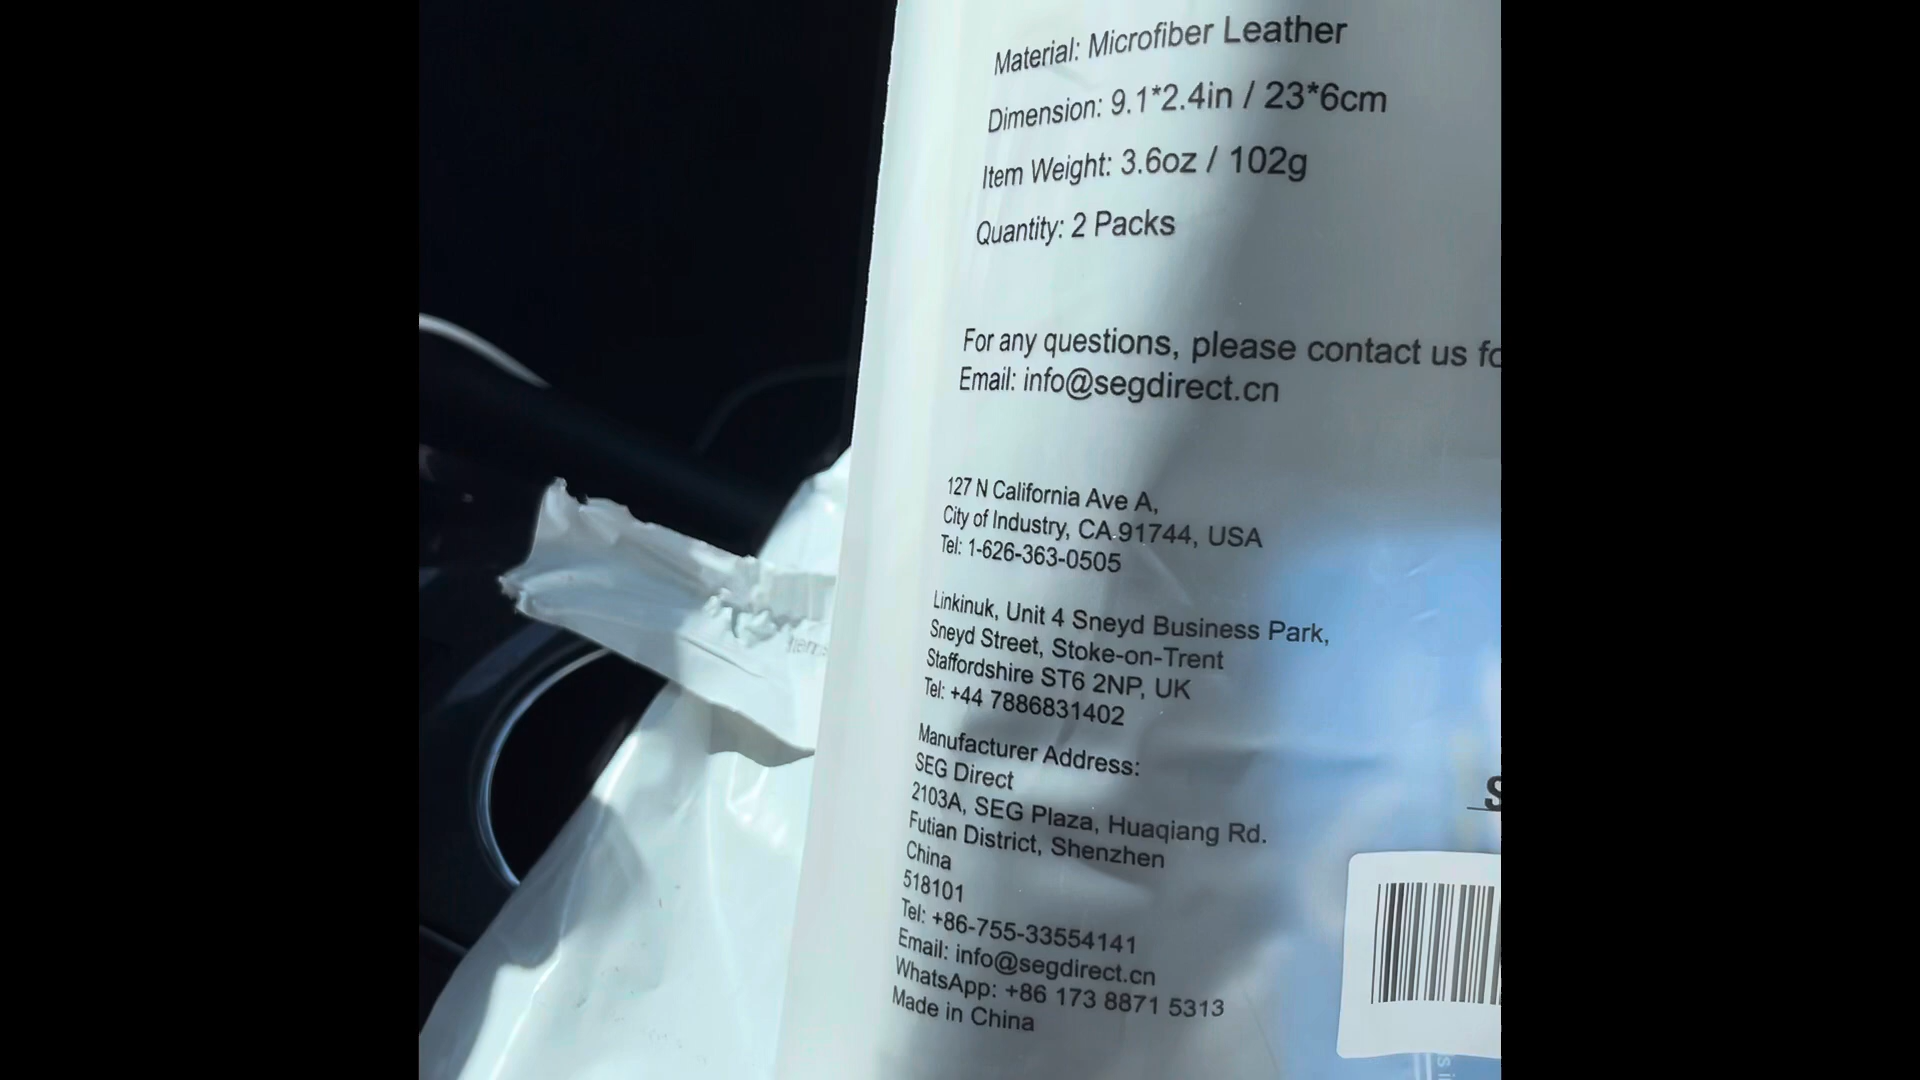 Material: Microfiber Leather
Dimension: 9.1*2.4in / 23*6cm
Item Weight: 3.6oz / 102g
Quantity: 2 Packs
For any questions, please contact us
Email: info@segdirect.cn
127 N California Ave A,
City of Industry, CA 91744, USA
Tel: 1-626-363-0505
Linkinuk, Unit 4 Sneyd Business Park,
Sneyd Street, Stoke-on-Trent
Staffordshire ST6 2NP, UK
Tel: +44 7886831402
Manufacturer Address:
SEG Direct
2103A, SEG Plaza, Huaqiang Rd.
Futian District, Shenzhen
China
518101
Tel: +86-755-33554141
Email: info@segdirect.cn
WhatsApp: +86 173 8871 5313
Made in China